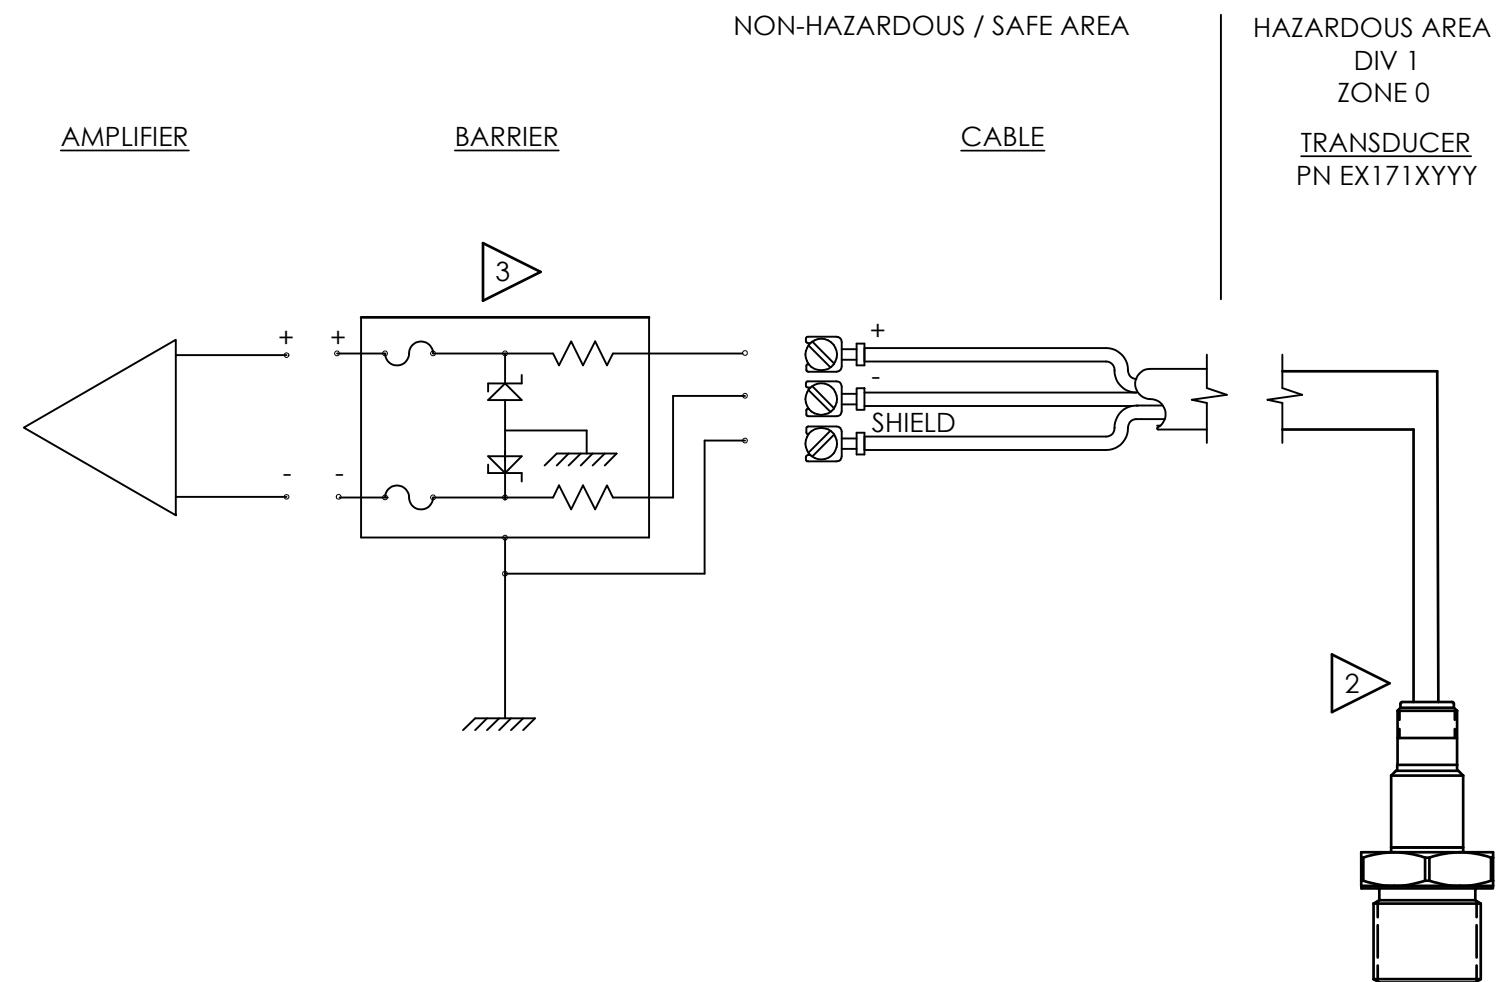 NON-HAZARDOUS / SAFE AREA
HAZARDOUS AREA
DIV 1
ZONE 0
AMPLIFIER
BARRIER
CABLE
TRANSDUCER
PN EX171XYYY
3
+
+
+
-
SHIELD
-
-
2